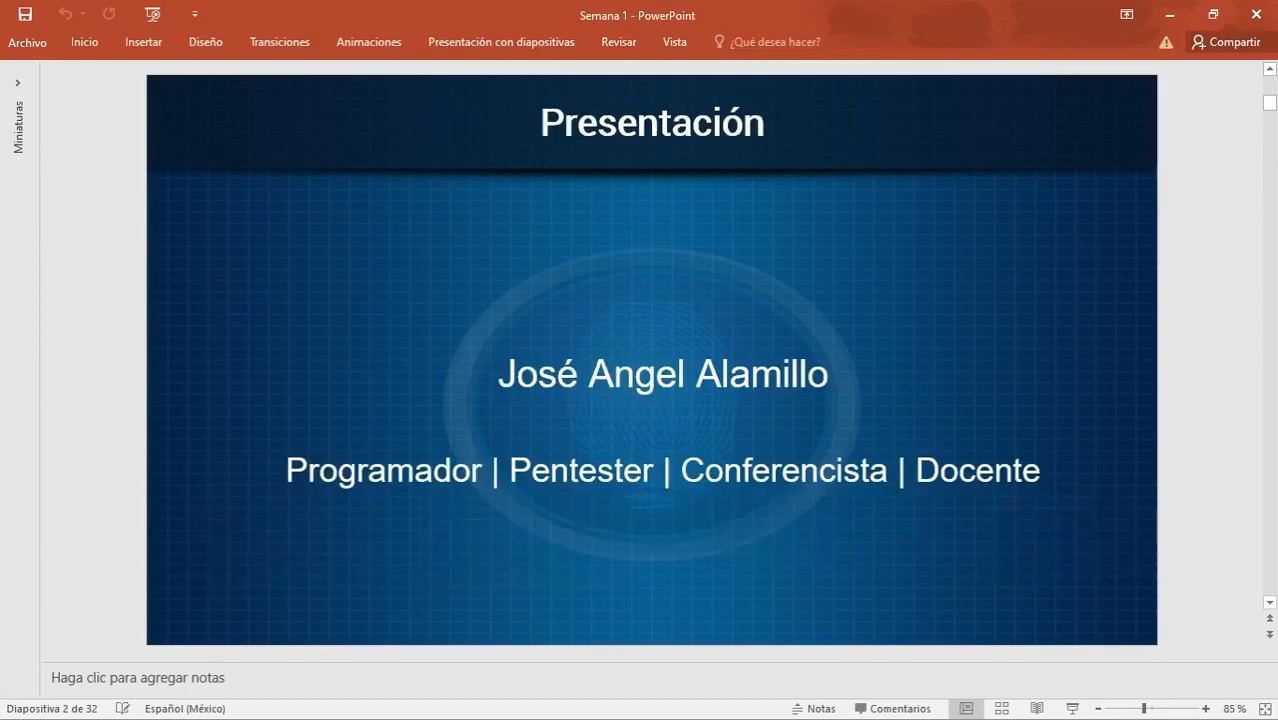 Semana 1 - PowerPoint
Archivo Inicio Insertar Diseño Transiciones Animaciones Presentación con diapositivas Revisar Vista ¿Qué desea hacer? Compartir
Miniaturas
Presentación
José Angel Alamillo
Programador | Pentester | Conferencista | Docente
Haga clic para agregar notas
Diapositiva 2 de 32 Español (México) Notas Comentarios 85 %